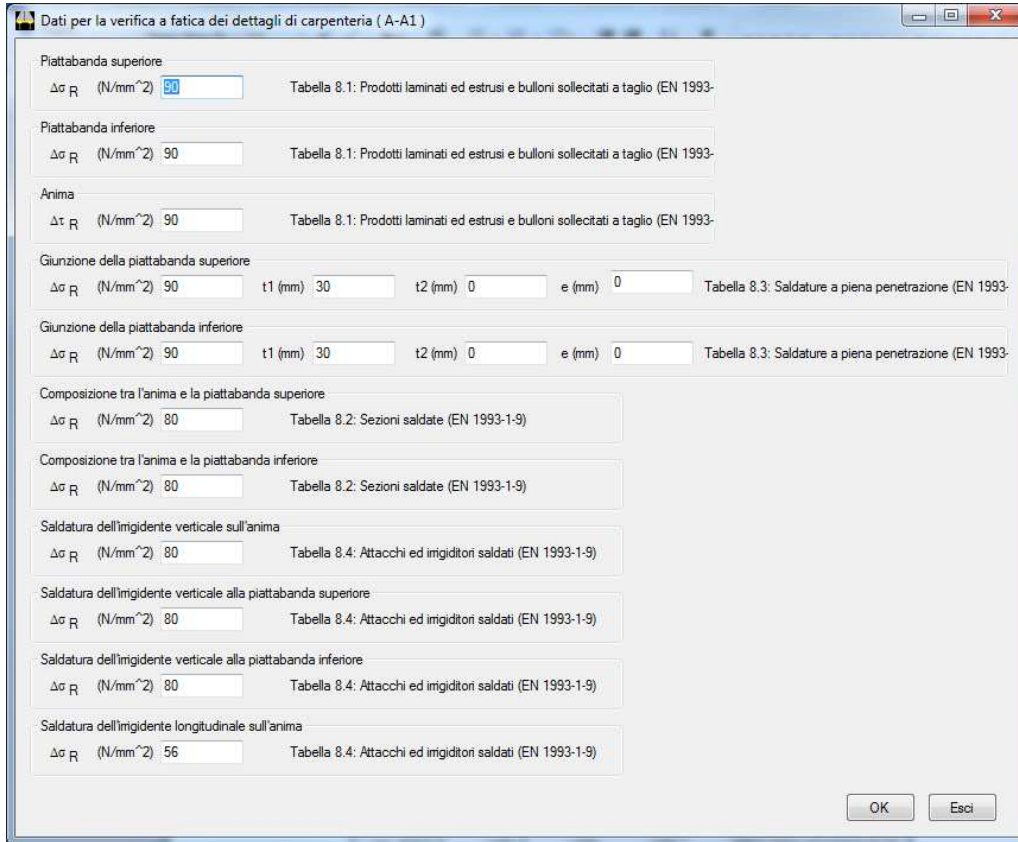 Dati per la verifica a fatica dei dettagli di carpenteria ( A-A1 )
Piattabanda superiore
Δσ R (N/mm^2) 90 Tabella 8.1: Prodotti laminati ed estrusi e bulloni sollecitati a taglio (EN 1993-
Piattabanda inferiore
Δσ R (N/mm^2) 90 Tabella 8.1: Prodotti laminati ed estrusi e bulloni sollecitati a taglio (EN 1993-
Anima
Δτ R (N/mm^2) 90 Tabella 8.1: Prodotti laminati ed estrusi e bulloni sollecitati a taglio (EN 1993-
Giunzione della piattabanda superiore
Δσ R (N/mm^2) 90 t1 (mm) 30 t2 (mm) 0 e (mm) 0 Tabella 8.3: Saldature a piena penetrazione (EN 1993-
Giunzione della piattabanda inferiore
Δσ R (N/mm^2) 90 t1 (mm) 30 t2 (mm) 0 e (mm) 0 Tabella 8.3: Saldature a piena penetrazione (EN 1993-
Composizione tra l'anima e la piattabanda superiore
Δσ R (N/mm^2) 80 Tabella 8.2: Sezioni saldate (EN 1993-1-9)
Composizione tra l'anima e la piattabanda inferiore
Δσ R (N/mm^2) 80 Tabella 8.2: Sezioni saldate (EN 1993-1-9)
Saldatura dell'irrigidente verticale sull'anima
Δσ R (N/mm^2) 80 Tabella 8.4: Attacchi ed irrigiditori saldati (EN 1993-1-9)
Saldatura dell'irrigidente verticale alla piattabanda superiore
Δσ R (N/mm^2) 80 Tabella 8.4: Attacchi ed irrigiditori saldati (EN 1993-1-9)
Saldatura dell'irrigidente verticale alla piattabanda inferiore
Δσ R (N/mm^2) 80 Tabella 8.4: Attacchi ed irrigiditori saldati (EN 1993-1-9)
Saldatura dell'irrigidente longitudinale sull'anima
Δσ R (N/mm^2) 56 Tabella 8.4: Attacchi ed irrigiditori saldati (EN 1993-1-9)
OK Esci